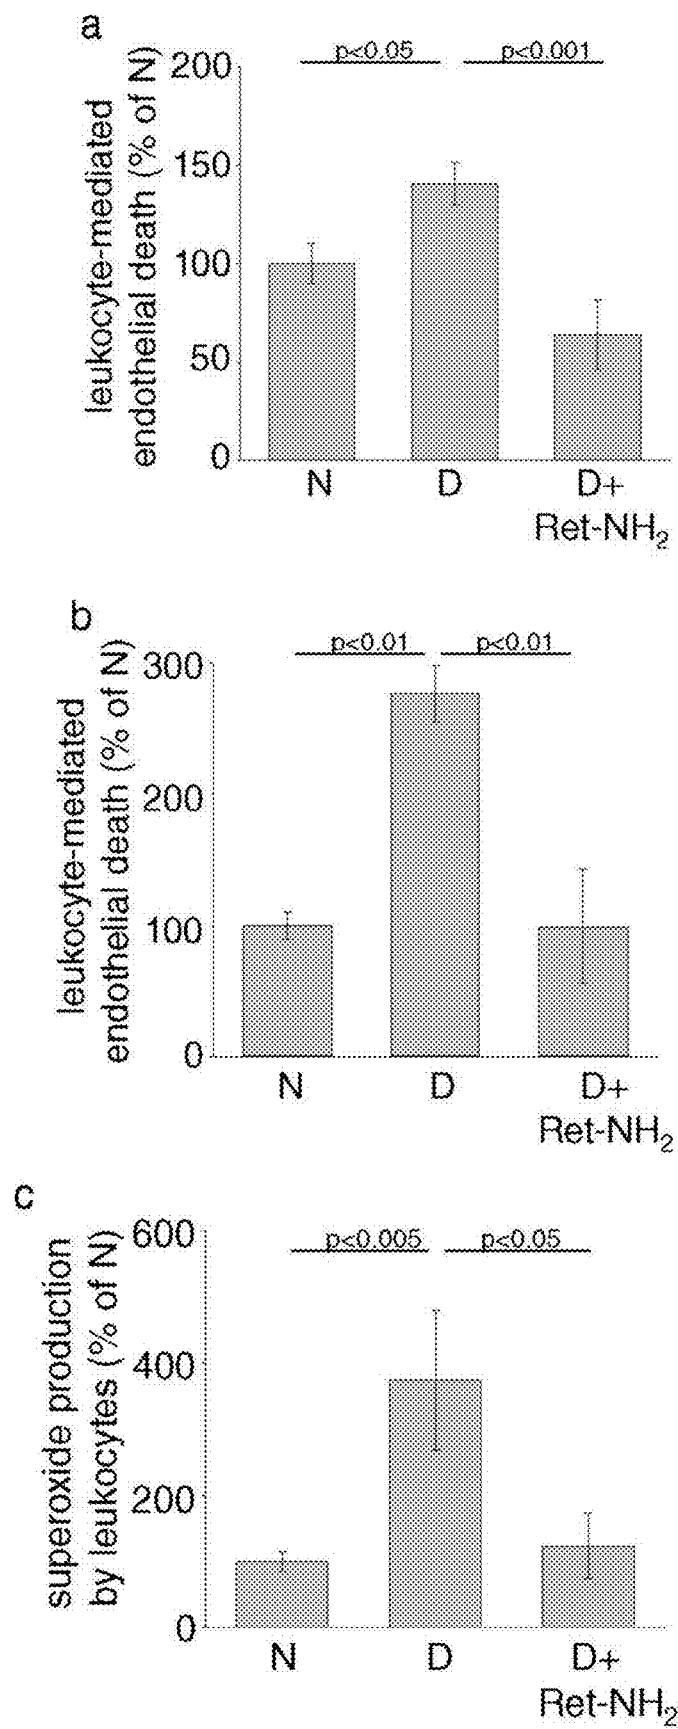 a
p<0.05 p<0.001
leukocyte-mediated
endothelial death (% of N)
200
150
100
50
0
N D D+
Ret-NH₂
b
p<0.01 p<0.01
leukocyte-mediated
endothelial death (% of N)
300
200
100
0
N D D+
Ret-NH₂
c
p<0.005 p<0.05
superoxide production
by leukocytes (% of N)
600
400
200
0
N D D+
Ret-NH₂